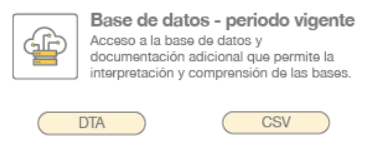 Base de datos - periodo vigente
Acceso a la base de datos y
documentación adicional que permite la
interpretación y comprensión de las bases.
DTA
CSV